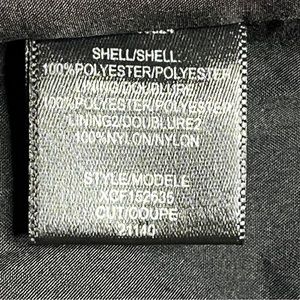 SHELL/SHELL:
100%POLYESTER/POLYESTER
LINING/DOUBLURE
100%POLYESTER/POLYESTER
LINING2/DOUBLURE2
100%NYLON/NYLON
STYLE/MODELE
CUT/COUPE
21140